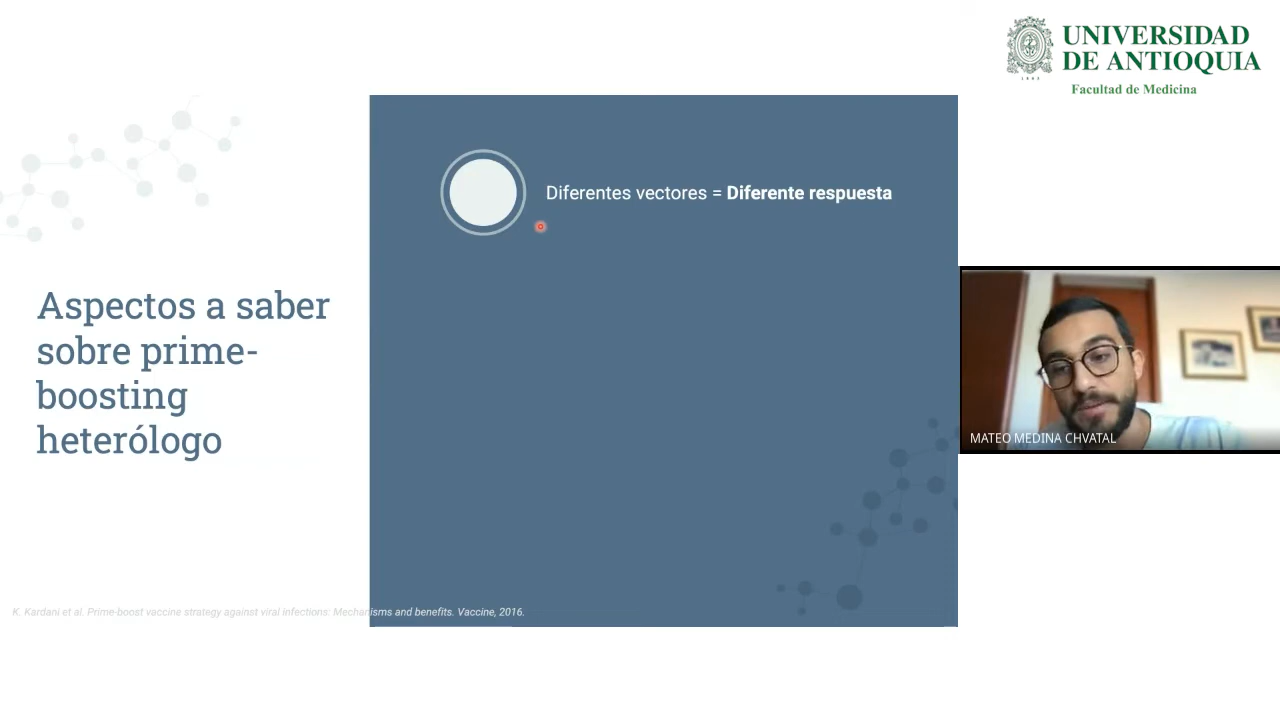 UNIVERSIDAD
DE ANTIOQUIA
1803
Facultad de Medicina
Diferentes vectores = Diferente respuesta
Aspectos a saber
sobre prime-
boosting
heterólogo
MATEO MEDINA CHVATAL
K. Kardani et al. Prime-boost vaccine strategy against viral infections: Mechanisms and benefits. Vaccine, 2016.